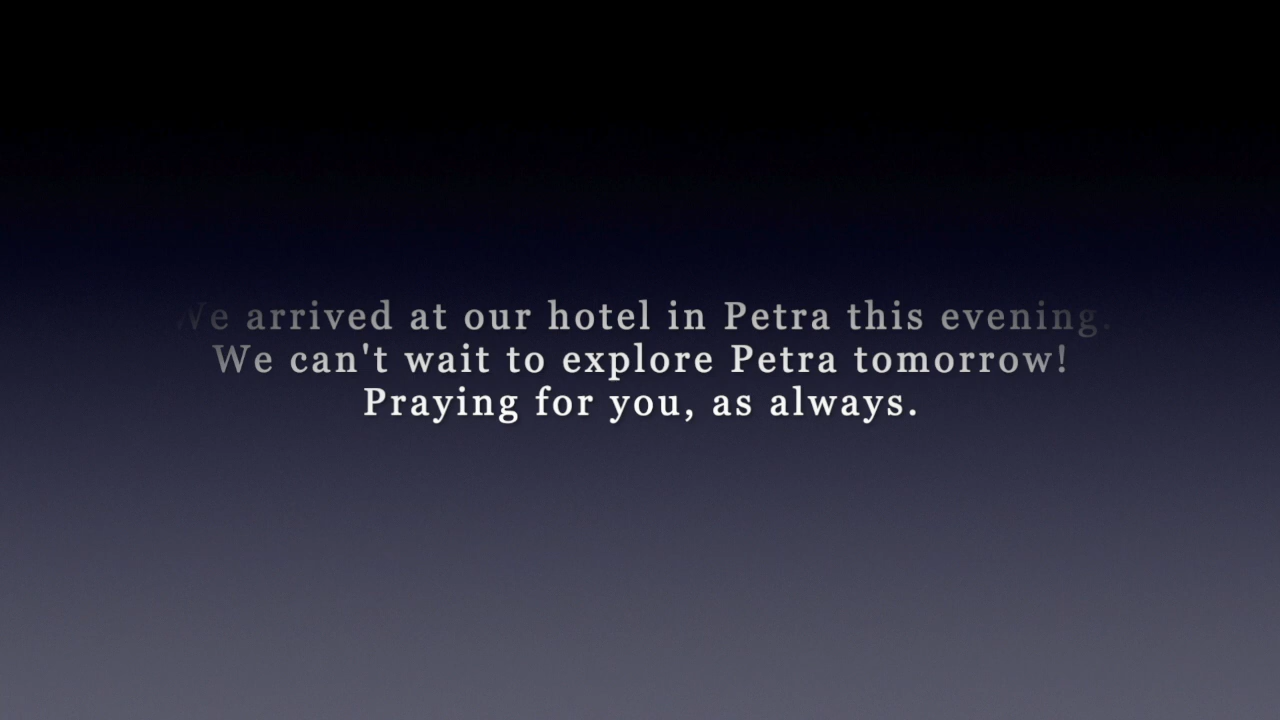 We arrived at our hotel in Petra this evening.
We can't wait to explore Petra tomorrow!
Praying for you, as always.